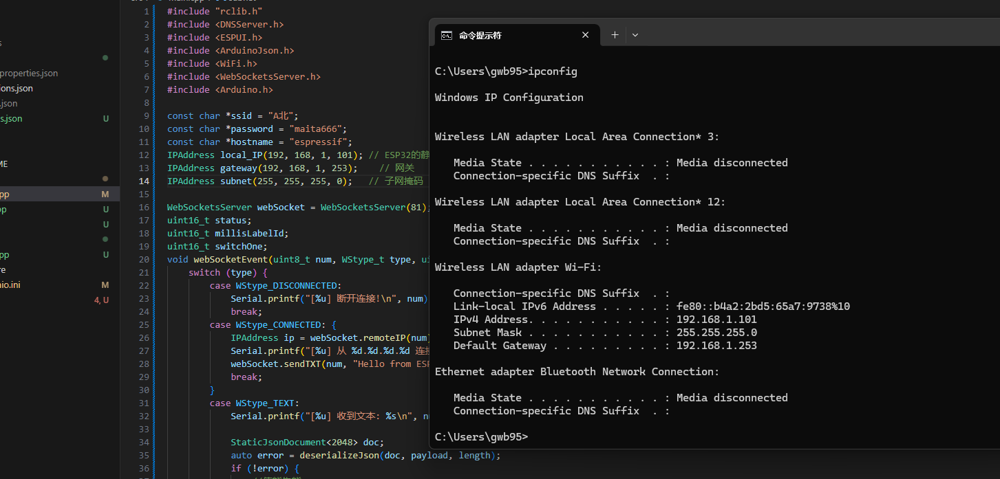 properties.json
ions.json
.json
s.json U
ME
pp M
op U
U
pp U
re
nio.ini M
4, U
1 #include "rclib.h"
2 #include <DNSServer.h>
3 #include <ESPUI.h>
4 #include <ArduinoJson.h>
5 #include <WiFi.h>
6 #include <WebSocketsServer.h>
7 #include <Arduino.h>
8
9 const char *ssid = "A北";
10 const char *password = "maita666";
11 const char *hostname = "espressif";
12 IPAddress local_IP(192, 168, 1, 101); // ESP32的静
13 IPAddress gateway(192, 168, 1, 253); // 网关
14 IPAddress subnet(255, 255, 255, 0); // 子网掩码
15
16 WebSocketsServer webSocket = WebSocketsServer(81);
17 uint16_t status;
18 uint16_t millisLabelId;
19 uint16_t switchOne;
20 void webSocketEvent(uint8_t num, WStype_t type, ui
21 switch (type) {
22 case WStype_DISCONNECTED:
23 Serial.printf("[%u] 断开连接!\n", num)
24 break;
25 case WStype_CONNECTED: {
26 IPAddress ip = webSocket.remoteIP(num)
27 Serial.printf("[%u] 从 %d.%d.%d.%d 连接
28 webSocket.sendTXT(num, "Hello from ESP
29 break;
30 }
31 case WStype_TEXT:
32 Serial.printf("[%u] 收到文本: %s\n", n
33
34 StaticJsonDocument<2048> doc;
35 auto error = deserializeJson(doc, payload, length);
36 if (!error) {
命令提示符
C:\Users\gwb95>ipconfig
Windows IP Configuration
Wireless LAN adapter Local Area Connection* 3:
Media State . . . . . . . . . . . : Media disconnected
Connection-specific DNS Suffix . :
Wireless LAN adapter Local Area Connection* 12:
Media State . . . . . . . . . . . : Media disconnected
Connection-specific DNS Suffix . :
Wireless LAN adapter Wi-Fi:
Connection-specific DNS Suffix . :
Link-local IPv6 Address . . . . . : fe80::b4a2:2bd5:65a7:9738%10
IPv4 Address. . . . . . . . . . . : 192.168.1.101
Subnet Mask . . . . . . . . . . . : 255.255.255.0
Default Gateway . . . . . . . . . : 192.168.1.253
Ethernet adapter Bluetooth Network Connection:
Media State . . . . . . . . . . . : Media disconnected
Connection-specific DNS Suffix . :
C:\Users\gwb95>